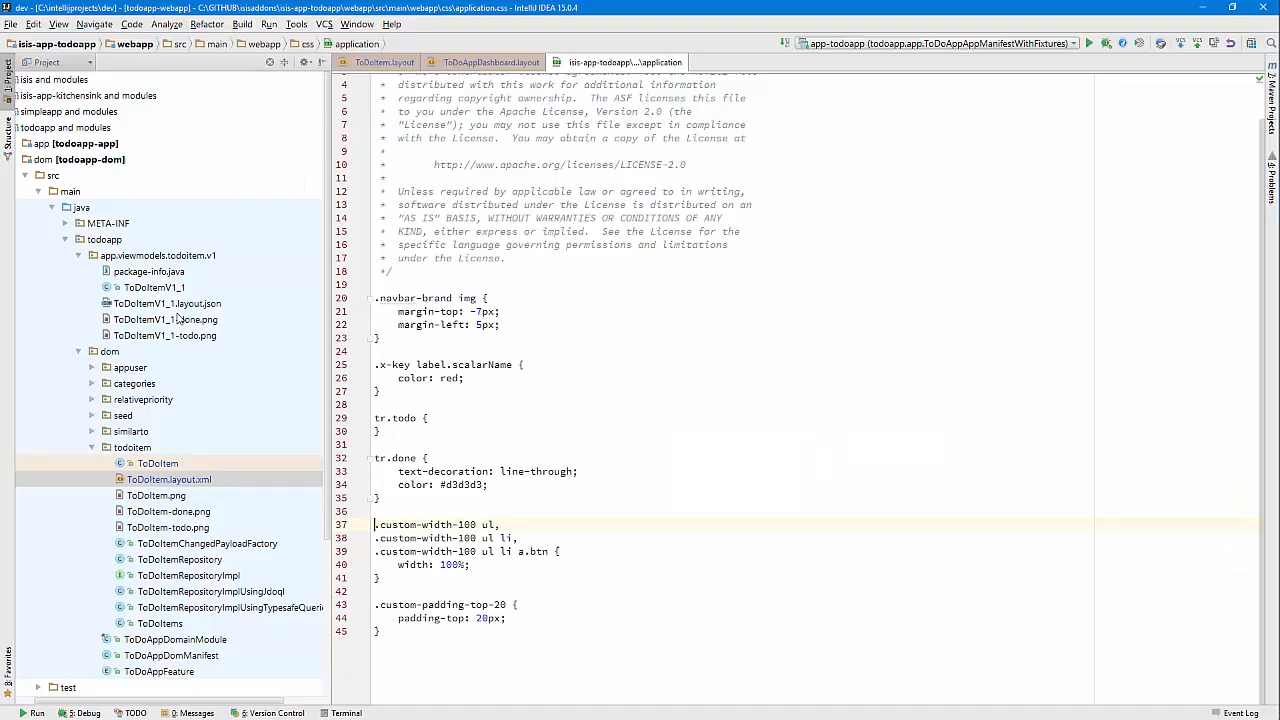 dev - [C:\intellijprojects\isisaddons] - [todoapp-webapp] - C:\GITHUB\isisaddons\isis-app-todoapp\webapp\src\main\webapp\css\application.css - IntelliJ IDEA 15.0.4
File Edit View Navigate Code Analyze Refactor Build Run Tools VCS Window Help
isis-app-todoapp webapp src main webapp css application
app-todoapp (todoapp.app.ToDoAppAppManifestWithFixtures)
Project
ToDoItem.layout ToDoAppDashboard.layout isis-app-todoapp\...\application
isis and modules
isis-app-kitchensink and modules
simpleapp and modules
todoapp and modules
app [todoapp-app]
dom [todoapp-dom]
src
main
java
META-INF
todoapp
app.viewmodels.todoitem.v1
package-info.java
ToDoItemV1_1
ToDoItemV1_1.layout.json
ToDoItemV1_1-done.png
ToDoItemV1_1-todo.png
dom
appuser
categories
relativepriority
seed
similarto
todoitem
ToDoItem
ToDoItem.layout.xml
ToDoItem.png
ToDoItem-done.png
ToDoItem-todo.png
ToDoItemChangedPayloadFactory
ToDoItemRepository
ToDoItemRepositoryImpl
ToDoItemRepositoryImplUsingJdoql
ToDoItemRepositoryImplUsingTypesafeQueri
ToDoItems
ToDoAppDomainModule
ToDoAppDomManifest
ToDoAppFeature
test
4 * distributed with this work for additional information
5 * regarding copyright ownership. The ASF licenses this file
6 * to you under the Apache License, Version 2.0 (the
7 * "License"); you may not use this file except in compliance
8 * with the License. You may obtain a copy of the License at
9 *
10 * http://www.apache.org/licenses/LICENSE-2.0
11 *
12 * Unless required by applicable law or agreed to in writing,
13 * software distributed under the License is distributed on an
14 * "AS IS" BASIS, WITHOUT WARRANTIES OR CONDITIONS OF ANY
15 * KIND, either express or implied. See the License for the
16 * specific language governing permissions and limitations
17 * under the License.
18 */
19
20 .navbar-brand img {
21 margin-top: -7px;
22 margin-left: 5px;
23 }
24
25 .x-key label.scalarName {
26 color: red;
27 }
28
29 tr.todo {
30 }
31
32 tr.done {
33 text-decoration: line-through;
34 color: #d3d3d3;
35 }
36
37 .custom-width-100 ul,
38 .custom-width-100 ul li,
39 .custom-width-100 ul li a.btn {
40 width: 100%;
41 }
42
43 .custom-padding-top-20 {
44 padding-top: 20px;
45 }
1: Project
Structure
2: Favorites
Maven Projects
4: Problems
Run 5: Debug TODO 0: Messages 6: Version Control Terminal Event Log